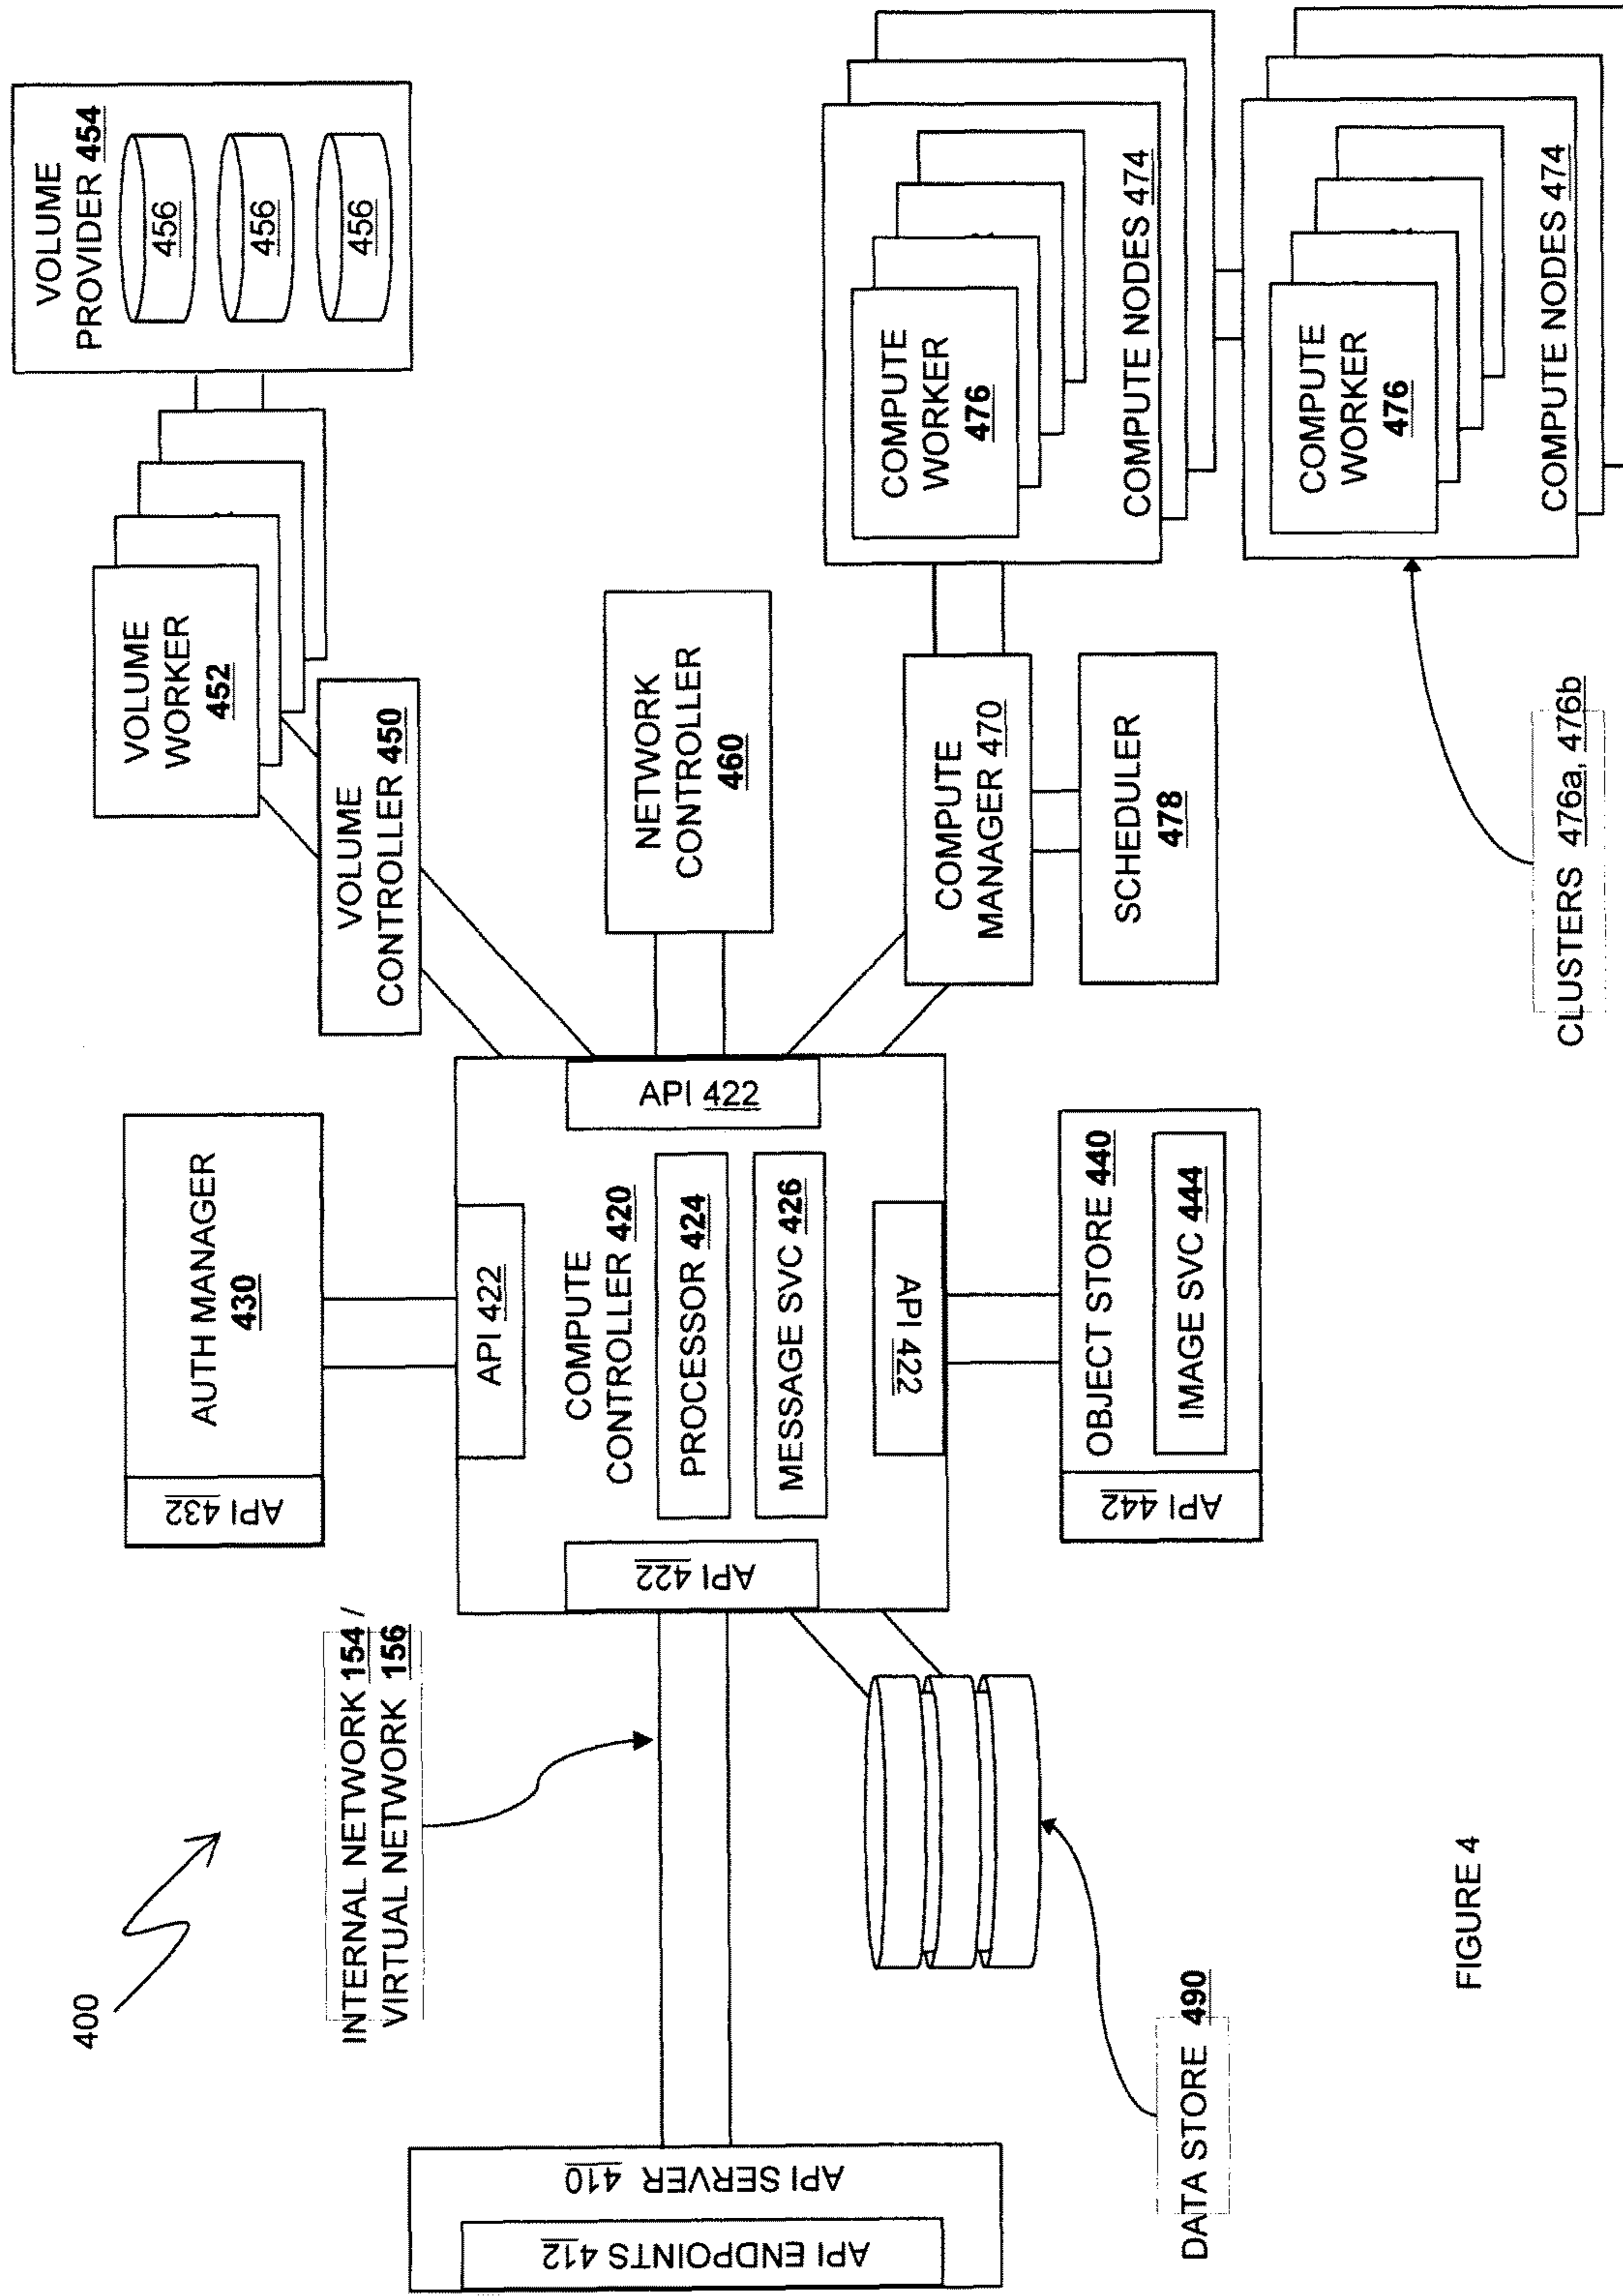 400
INTERNAL NETWORK 154 /
VIRTUAL NETWORK 156
API SERVER 410
API ENDPOINTS 412
DATA STORE 490
AUTH MANAGER
430
API 432
API 422
API 422
API 422
API 422
COMPUTE
CONTROLLER 420
PROCESSOR 424
MESSAGE SVC 426
OBJECT STORE 440
IMAGE SVC 444
API 442
VOLUME
CONTROLLER 450
VOLUME
WORKER
452
VOLUME
PROVIDER 454
456
456
456
NETWORK
CONTROLLER
460
COMPUTE
MANAGER 470
SCHEDULER
478
COMPUTE
WORKER
476
COMPUTE NODES 474
COMPUTE
WORKER
476
COMPUTE NODES 474
CLUSTERS 476a, 476b
FIGURE 4